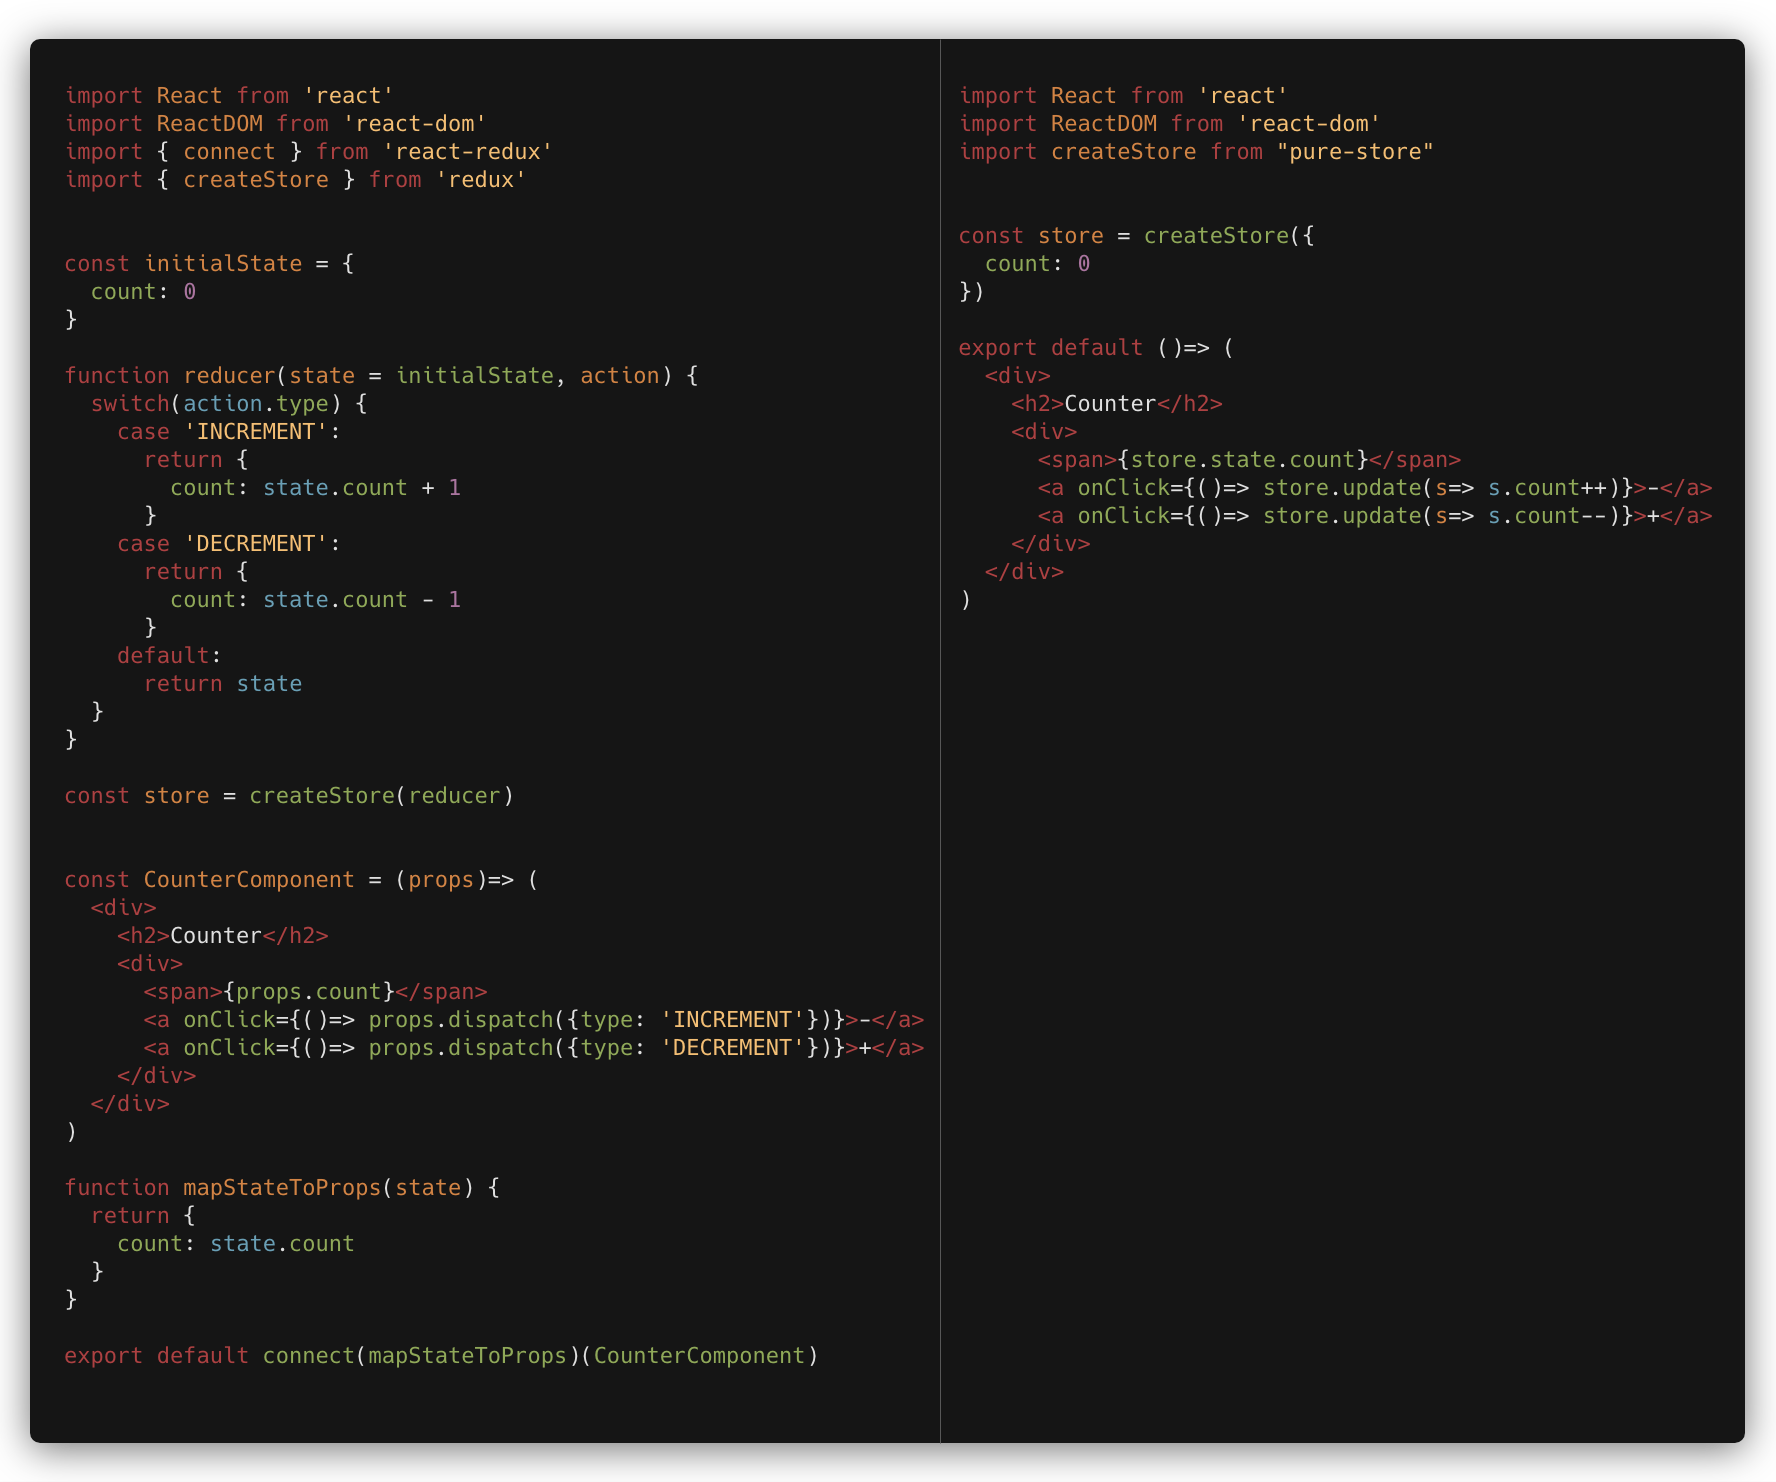 import React from 'react'
import ReactDOM from 'react-dom'
import { connect } from 'react-redux'
import { createStore } from 'redux'
const initialState = {
  count: 0
}
function reducer(state = initialState, action) {
  switch(action.type) {
    case 'INCREMENT':
      return {
        count: state.count + 1
      }
    case 'DECREMENT':
      return {
        count: state.count - 1
      }
    default:
      return state
  }
}
const store = createStore(reducer)
const CounterComponent = (props)=> (
  <div>
    <h2>Counter</h2>
    <div>
      <span>{props.count}</span>
      <a onClick={()=> props.dispatch({type: 'INCREMENT'})}>-</a>
      <a onClick={()=> props.dispatch({type: 'DECREMENT'})}>+</a>
    </div>
  </div>
)
function mapStateToProps(state) {
  return {
    count: state.count
  }
}
export default connect(mapStateToProps)(CounterComponent)
import React from 'react'
import ReactDOM from 'react-dom'
import createStore from "pure-store"
const store = createStore({
  count: 0
})
export default ()=> (
  <div>
    <h2>Counter</h2>
    <div>
      <span>{store.state.count}</span>
      <a onClick={()=> store.update(s=> s.count++)}>-</a>
      <a onClick={()=> store.update(s=> s.count--)}>+</a>
    </div>
  </div>
)